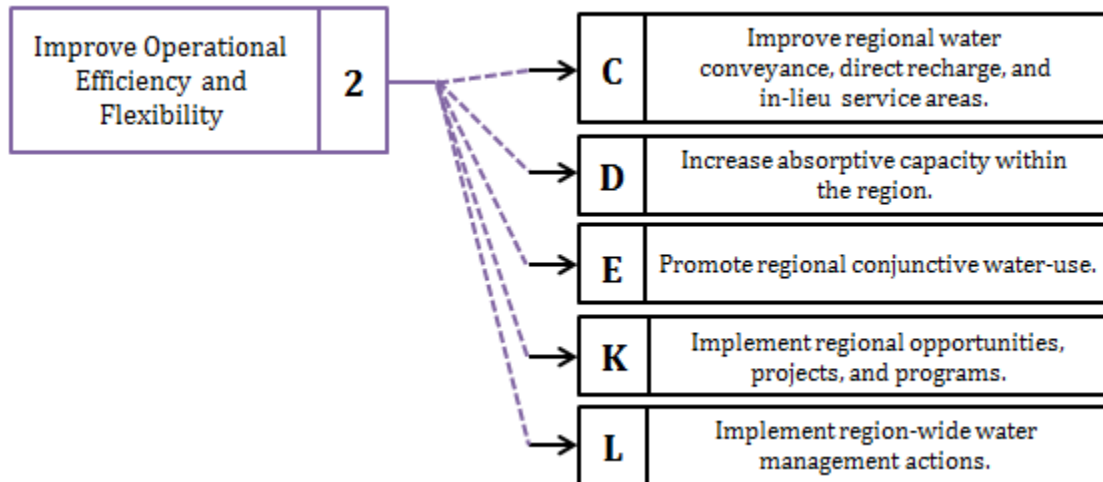 Improve Operational
Efficiency and
Flexibility
2
C
Improve regional water
conveyance, direct recharge, and
in-lieu service areas.
D
Increase absorptive capacity within
the region.
E
Promote regional conjunctive water-use.
K
Implement regional opportunities,
projects, and programs.
L
Implement region-wide water
management actions.